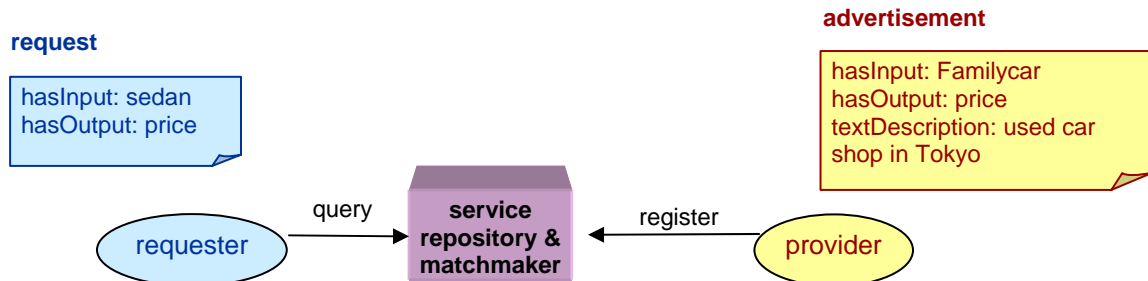 advertisement
request
hasInput: Familycar
hasOutput: price
textDescription: used car
shop in Tokyo
hasInput: sedan
hasOutput: price
query
service
repository &
matchmaker
register
requester
provider